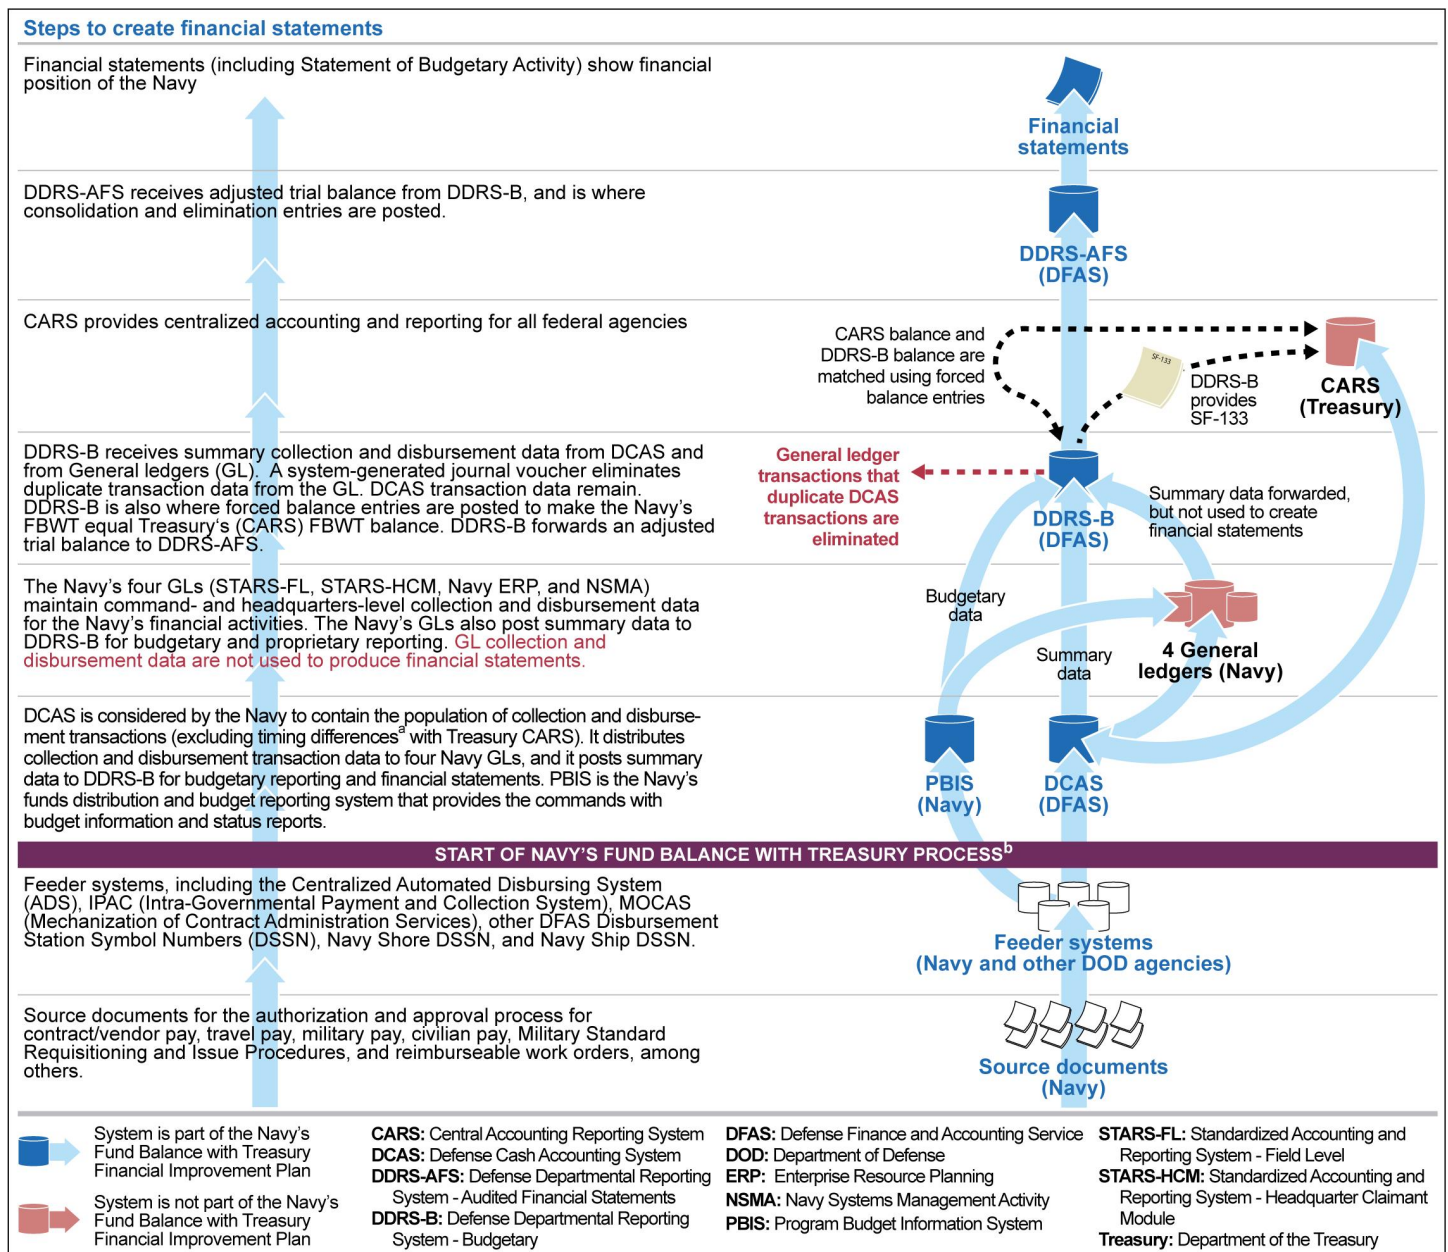 Steps to create financial statements
Financial statements (including Statement of Budgetary Activity) show financial
position of the Navy
Financial
statements
DDRS-AFS receives adjusted trial balance from DDRS-B, and is where
consolidation and elimination entries are posted.
DDRS-AFS
(DFAS)
CARS provides centralized accounting and reporting for all federal agencies
CARS balance and
DDRS-B balance are
matched using forced
balance entries
SF-133
DDRS-B
provides
SF-133
CARS
(Treasury)
DDRS-B receives summary collection and disbursement data from DCAS and
from General ledgers (GL). A system-generated journal voucher eliminates
duplicate transaction data from the GL. DCAS transaction data remain.
DDRS-B is also where forced balance entries are posted to make the Navy's
FBWT equal Treasury's (CARS) FBWT balance. DDRS-B forwards an adjusted
trial balance to DDRS-AFS.
General ledger
transactions that
duplicate DCAS
transactions are
eliminated
DDRS-B
(DFAS)
Summary data forwarded,
but not used to create
financial statements
The Navy's four GLs (STARS-FL, STARS-HCM, Navy ERP, and NSMA)
maintain command- and headquarters-level collection and disbursement data
for the Navy's financial activities. The Navy's GLs also post summary data to
DDRS-B for budgetary and proprietary reporting. GL collection and
disbursement data are not used to produce financial statements.
Budgetary
data
Summary
data
4 General
ledgers (Navy)
DCAS is considered by the Navy to contain the population of collection and disburse-
ment transactions (excluding timing differencesª with Treasury CARS). It distributes
collection and disbursement transaction data to four Navy GLs, and it posts summary
data to DDRS-B for budgetary reporting and financial statements. PBIS is the Navy's
funds distribution and budget reporting system that provides the commands with
budget information and status reports.
PBIS
(Navy)
DCAS
(DFAS)
START OF NAVY'S FUND BALANCE WITH TREASURY PROCESSᵇ
Feeder systems, including the Centralized Automated Disbursing System
(ADS), IPAC (Intra-Governmental Payment and Collection System), MOCAS
(Mechanization of Contract Administration Services), other DFAS Disbursement
Station Symbol Numbers (DSSN), Navy Shore DSSN, and Navy Ship DSSN.
Feeder systems
(Navy and other DOD agencies)
Source documents for the authorization and approval process for
contract/vendor pay, travel pay, military pay, civilian pay, Military Standard
Requisitioning and Issue Procedures, and reimburseable work orders, among
others.
Source documents
(Navy)
System is part of the Navy's
Fund Balance with Treasury
Financial Improvement Plan
System is not part of the Navy's
Fund Balance with Treasury
Financial Improvement Plan
CARS: Central Accounting Reporting System
DCAS: Defense Cash Accounting System
DDRS-AFS: Defense Departmental Reporting
System - Audited Financial Statements
DDRS-B: Defense Departmental Reporting
System - Budgetary
DFAS: Defense Finance and Accounting Service
DOD: Department of Defense
ERP: Enterprise Resource Planning
NSMA: Navy Systems Management Activity
PBIS: Program Budget Information System
STARS-FL: Standardized Accounting and
Reporting System - Field Level
STARS-HCM: Standardized Accounting and
Reporting System - Headquarter Claimant
Module
Treasury: Department of the Treasury